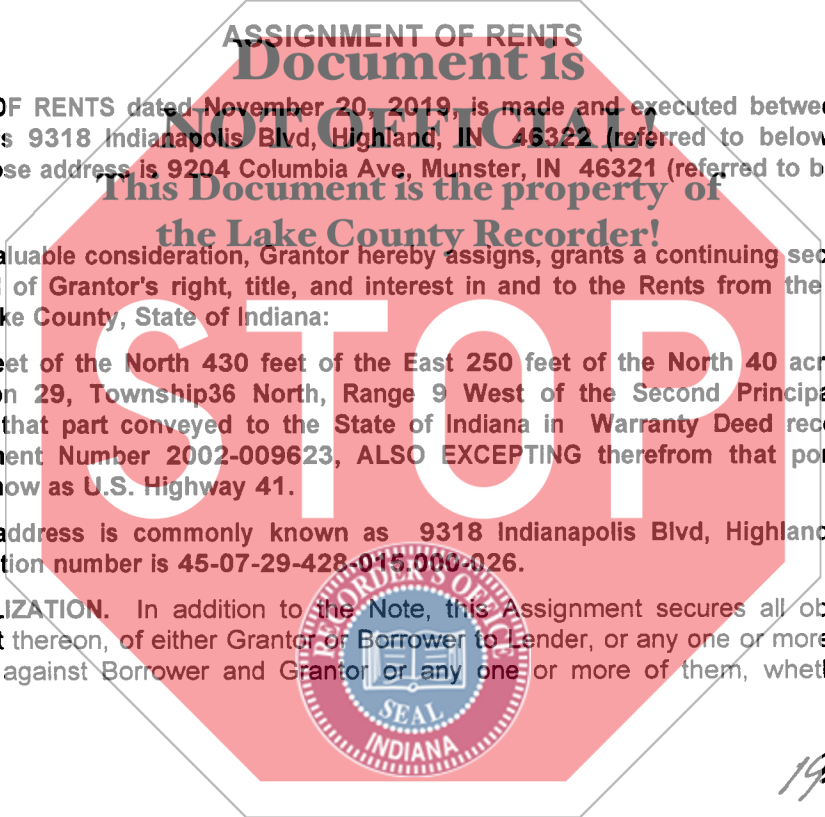 ASSIGNMENT OF RENTS
Document is
OF RENTS dated November 20, 2019, is made and executed betwee
NOT OFFICIAL!
s 9318 Indianapolis Blvd, Highland, IN 46322 (referred to below
ose address is 9204 Columbia Ave, Munster, IN 46321 (referred to b
This Document is the property of
the Lake County Recorder!
aluable consideration, Grantor hereby assigns, grants a continuing sec
of Grantor's right, title, and interest in and to the Rents from the
ke County, State of Indiana:
STOP
eet of the North 430 feet of the East 250 feet of the North 40 acr
on 29, Township36 North, Range 9 West of the Second Principa
that part conveyed to the State of Indiana in Warranty Deed reco
ent Number 2002-009623, ALSO EXCEPTING therefrom that por
now as U.S. Highway 41.
address is commonly known as 9318 Indianapolis Blvd, Highland
tion number is 45-07-29-428-015.000-026.
RECORDER'S OFFICE
LIZATION. In addition to the Note, this Assignment secures all ob
t thereon, of either Grantor or Borrower to Lender, or any one or more
against Borrower and Grantor or any one or more of them, wheth
SEAL
INDIANA